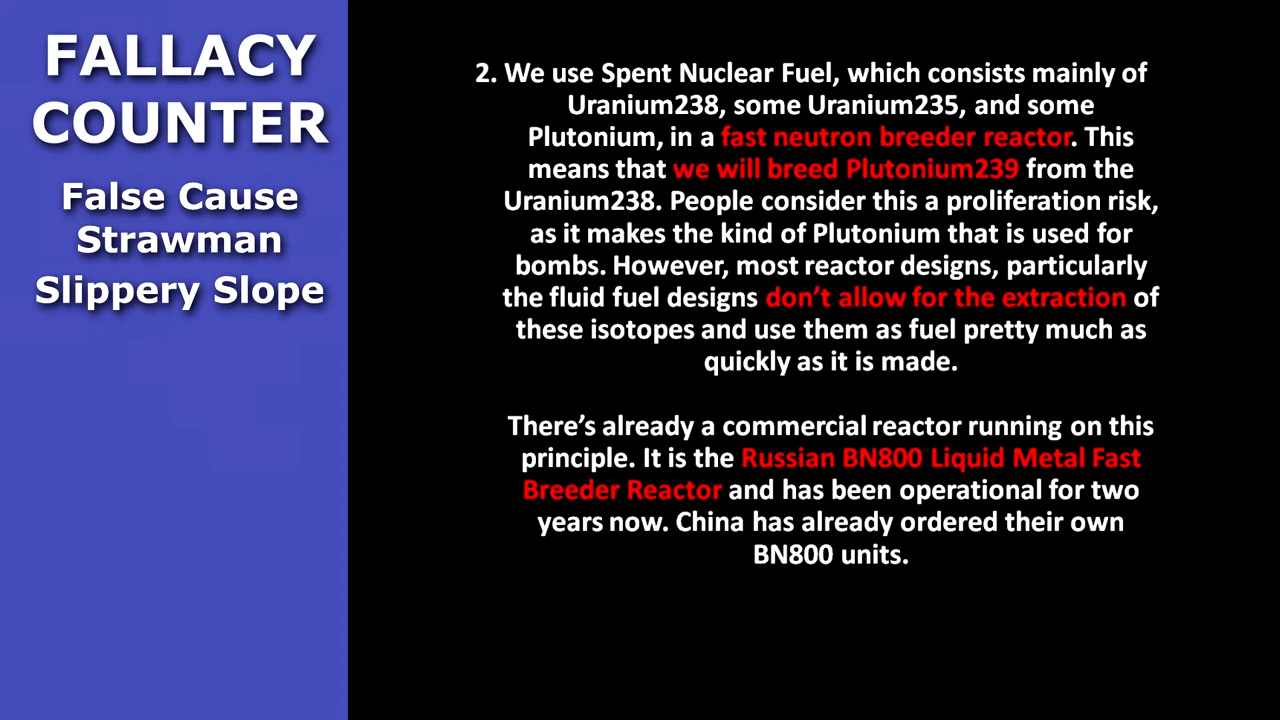 FALLACY
COUNTER
False Cause
Strawman
Slippery Slope
2. We use Spent Nuclear Fuel, which consists mainly of
Uranium238, some Uranium235, and some
Plutonium, in a fast neutron breeder reactor. This
means that we will breed Plutonium239 from the
Uranium238. People consider this a proliferation risk,
as it makes the kind of Plutonium that is used for
bombs. However, most reactor designs, particularly
the fluid fuel designs don’t allow for the extraction of
these isotopes and use them as fuel pretty much as
quickly as it is made.
There’s already a commercial reactor running on this
principle. It is the Russian BN800 Liquid Metal Fast
Breeder Reactor and has been operational for two
years now. China has already ordered their own
BN800 units.